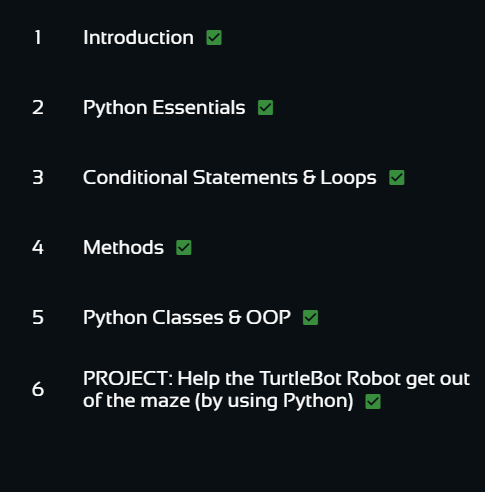 1 Introduction
2 Python Essentials
3 Conditional Statements & Loops
4 Methods
5 Python Classes & OOP
6 PROJECT: Help the TurtleBot Robot get out
of the maze (by using Python)